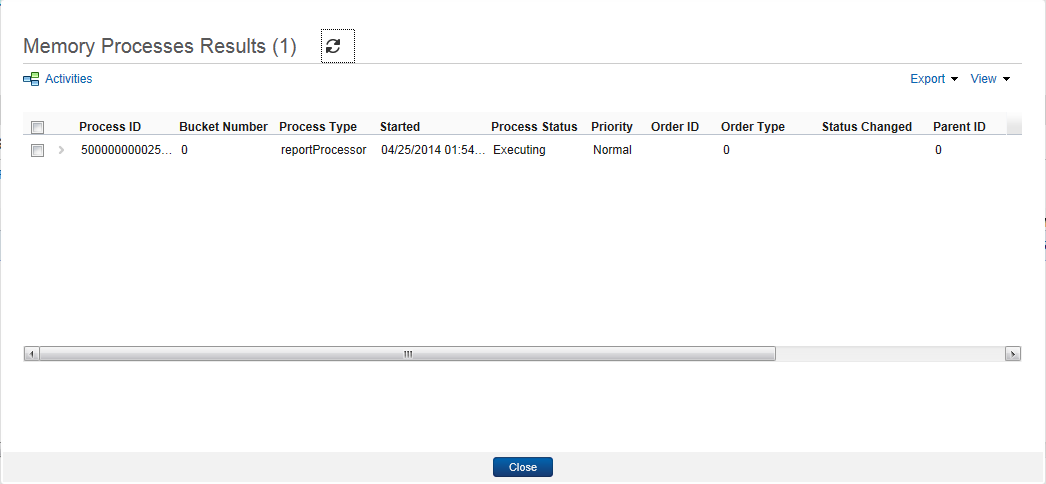 Memory Processes Results (1)
Activities Export View
Process ID Bucket Number Process Type Started Process Status Priority Order ID Order Type Status Changed Parent ID
500000000025... 0 reportProcessor 04/25/2014 01:54... Executing Normal 0 0
Close